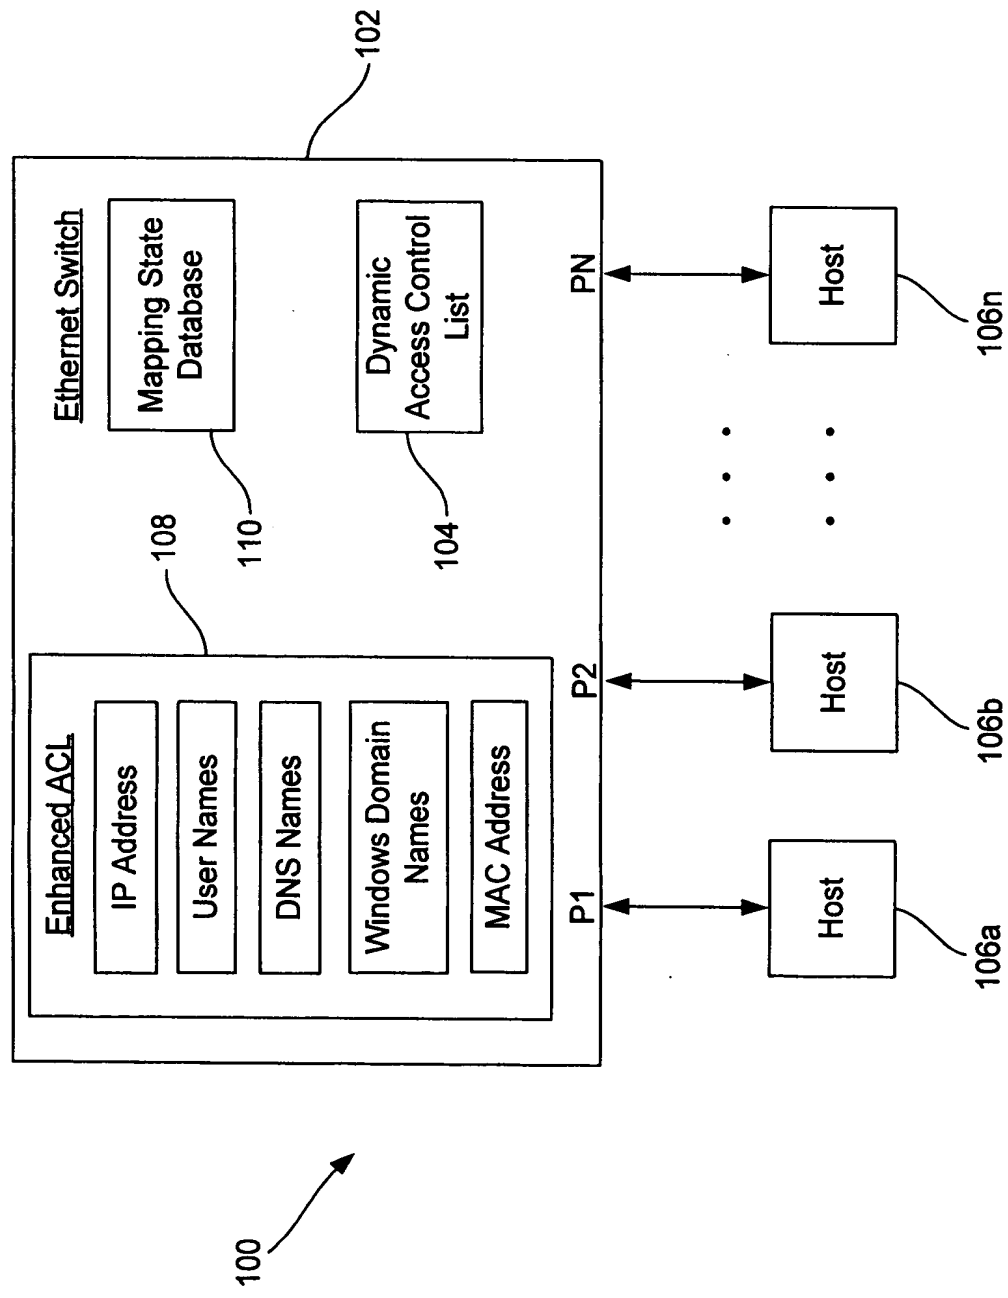 100
102
Ethernet Switch
Enhanced ACL
108
IP Address
User Names
DNS Names
Windows Domain
Names
MAC Address
Mapping State
Database
110
Dynamic
Access Control
List
104
P1
P2
PN
Host
Host
Host
106a
106b
106n